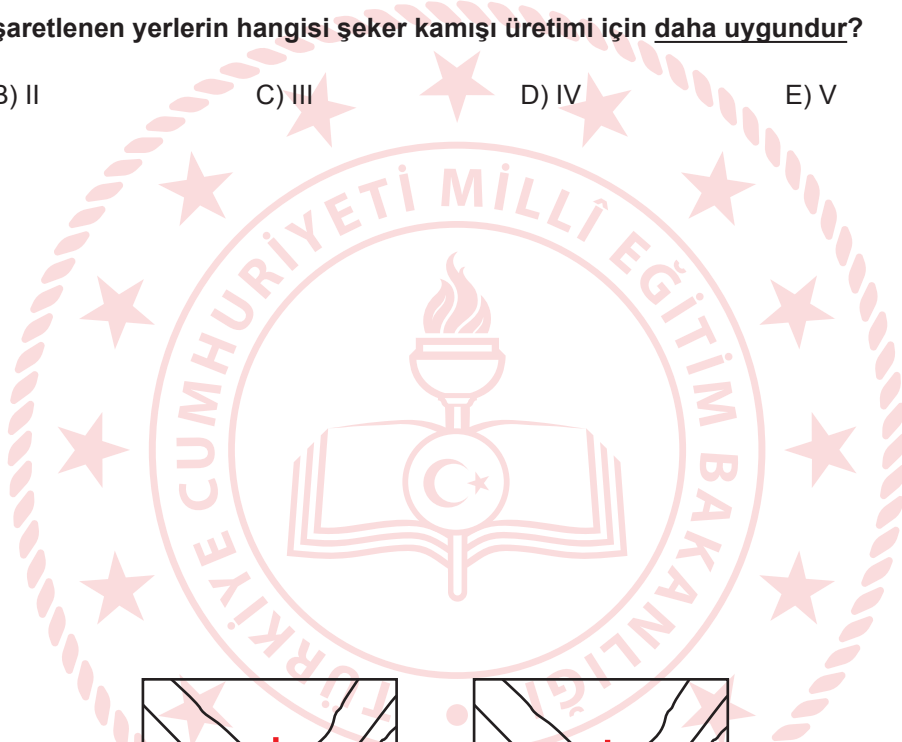 şaretlenen yerlerin hangisi şeker kamışı üretimi için daha uygundur?
B) II C) III D) IV E) V
TÜRKİYE CUMHURİYETİ MİLLÎ EĞİTİM BAKANLIĞI